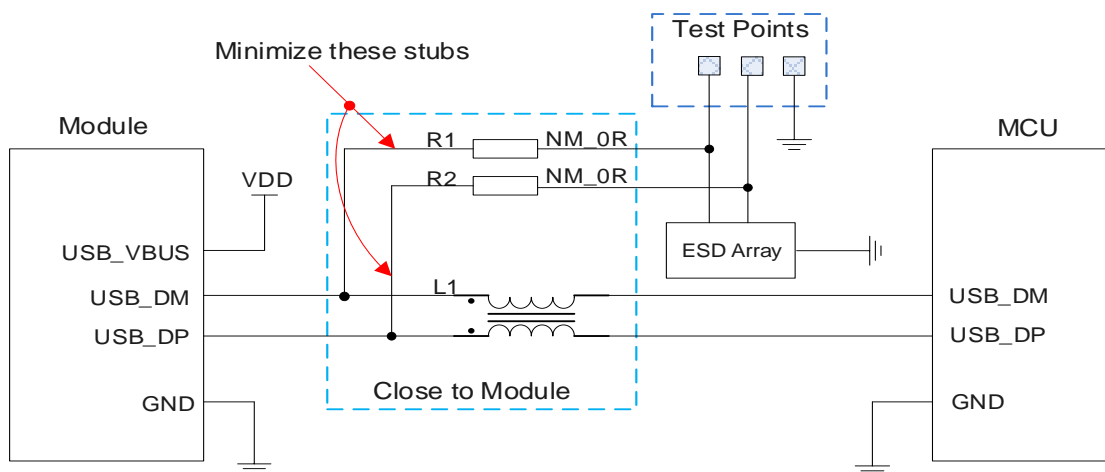 Test Points
Minimize these stubs
Module
MCU
R1
NM_0R
VDD
R2
NM_0R
USB_VBUS
ESD Array
USB_DM
L1
USB_DM
USB_DP
USB_DP
Close to Module
GND
GND